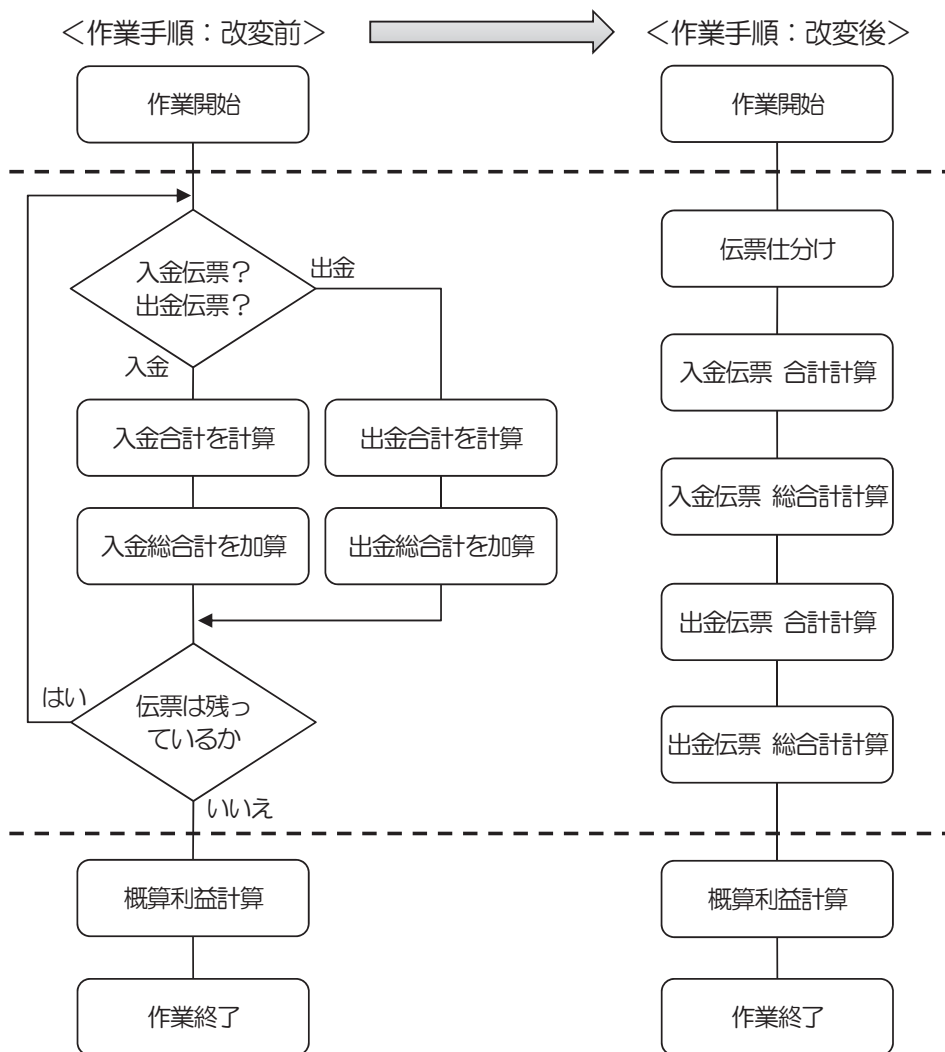 <作業手順：改変前>
作業開始
入金伝票？
出金伝票？
出金
入金
入金合計を計算
出金合計を計算
入金総合計を加算
出金総合計を加算
はい
伝票は残っ
ているか
いいえ
概算利益計算
作業終了
<作業手順：改変後>
作業開始
伝票仕分け
入金伝票 合計計算
入金伝票 総合計計算
出金伝票 合計計算
出金伝票 総合計計算
概算利益計算
作業終了